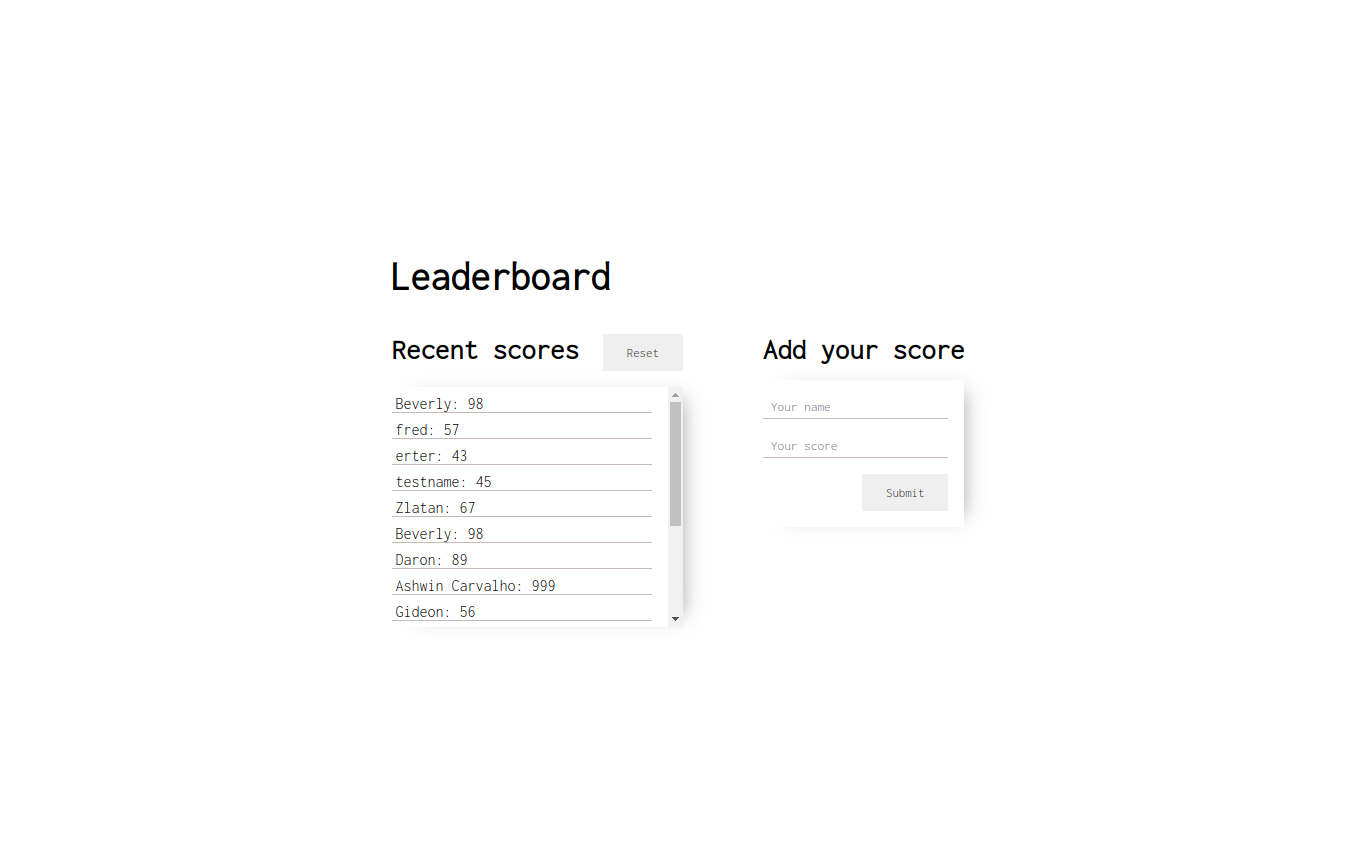 Leaderboard
Recent scores
Reset
Beverly: 98
fred: 57
erter: 43
testname: 45
Zlatan: 67
Beverly: 98
Daron: 89
Ashwin Carvalho: 999
Gideon: 56
Add your score
Your name
Your score
Submit